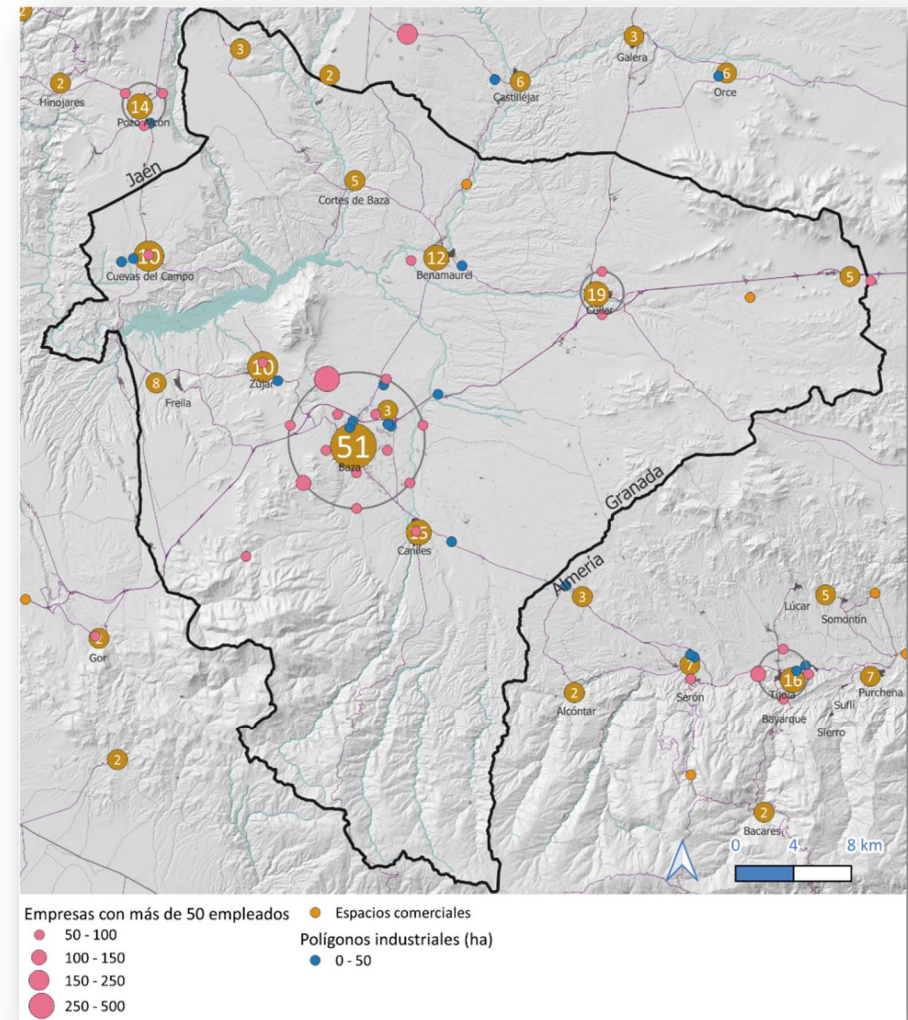 3
2
3
Galera
2
Hinojares
14
Pozo Alcón
6
Castilléjar
6
Orce
Jaén
5
Cortes de Baza
10
Cuevas del Campo
12
Benamaurel
19
Cúllar
5
8
Freila
10
Zújar
3
51
Baza
Granada
15
Caniles
Almería
3
2
Gor
Lúcar
5
Somontín
7
Serón
16
Tíjola
7
Purchena
2
Alcóntar
Suflí
Bayarque
Sierro
2
2
Bacares
0 4 8 km
Empresas con más de 50 empleados
50 - 100
100 - 150
150 - 250
250 - 500
Espacios comerciales
Polígonos industriales (ha)
0 - 50